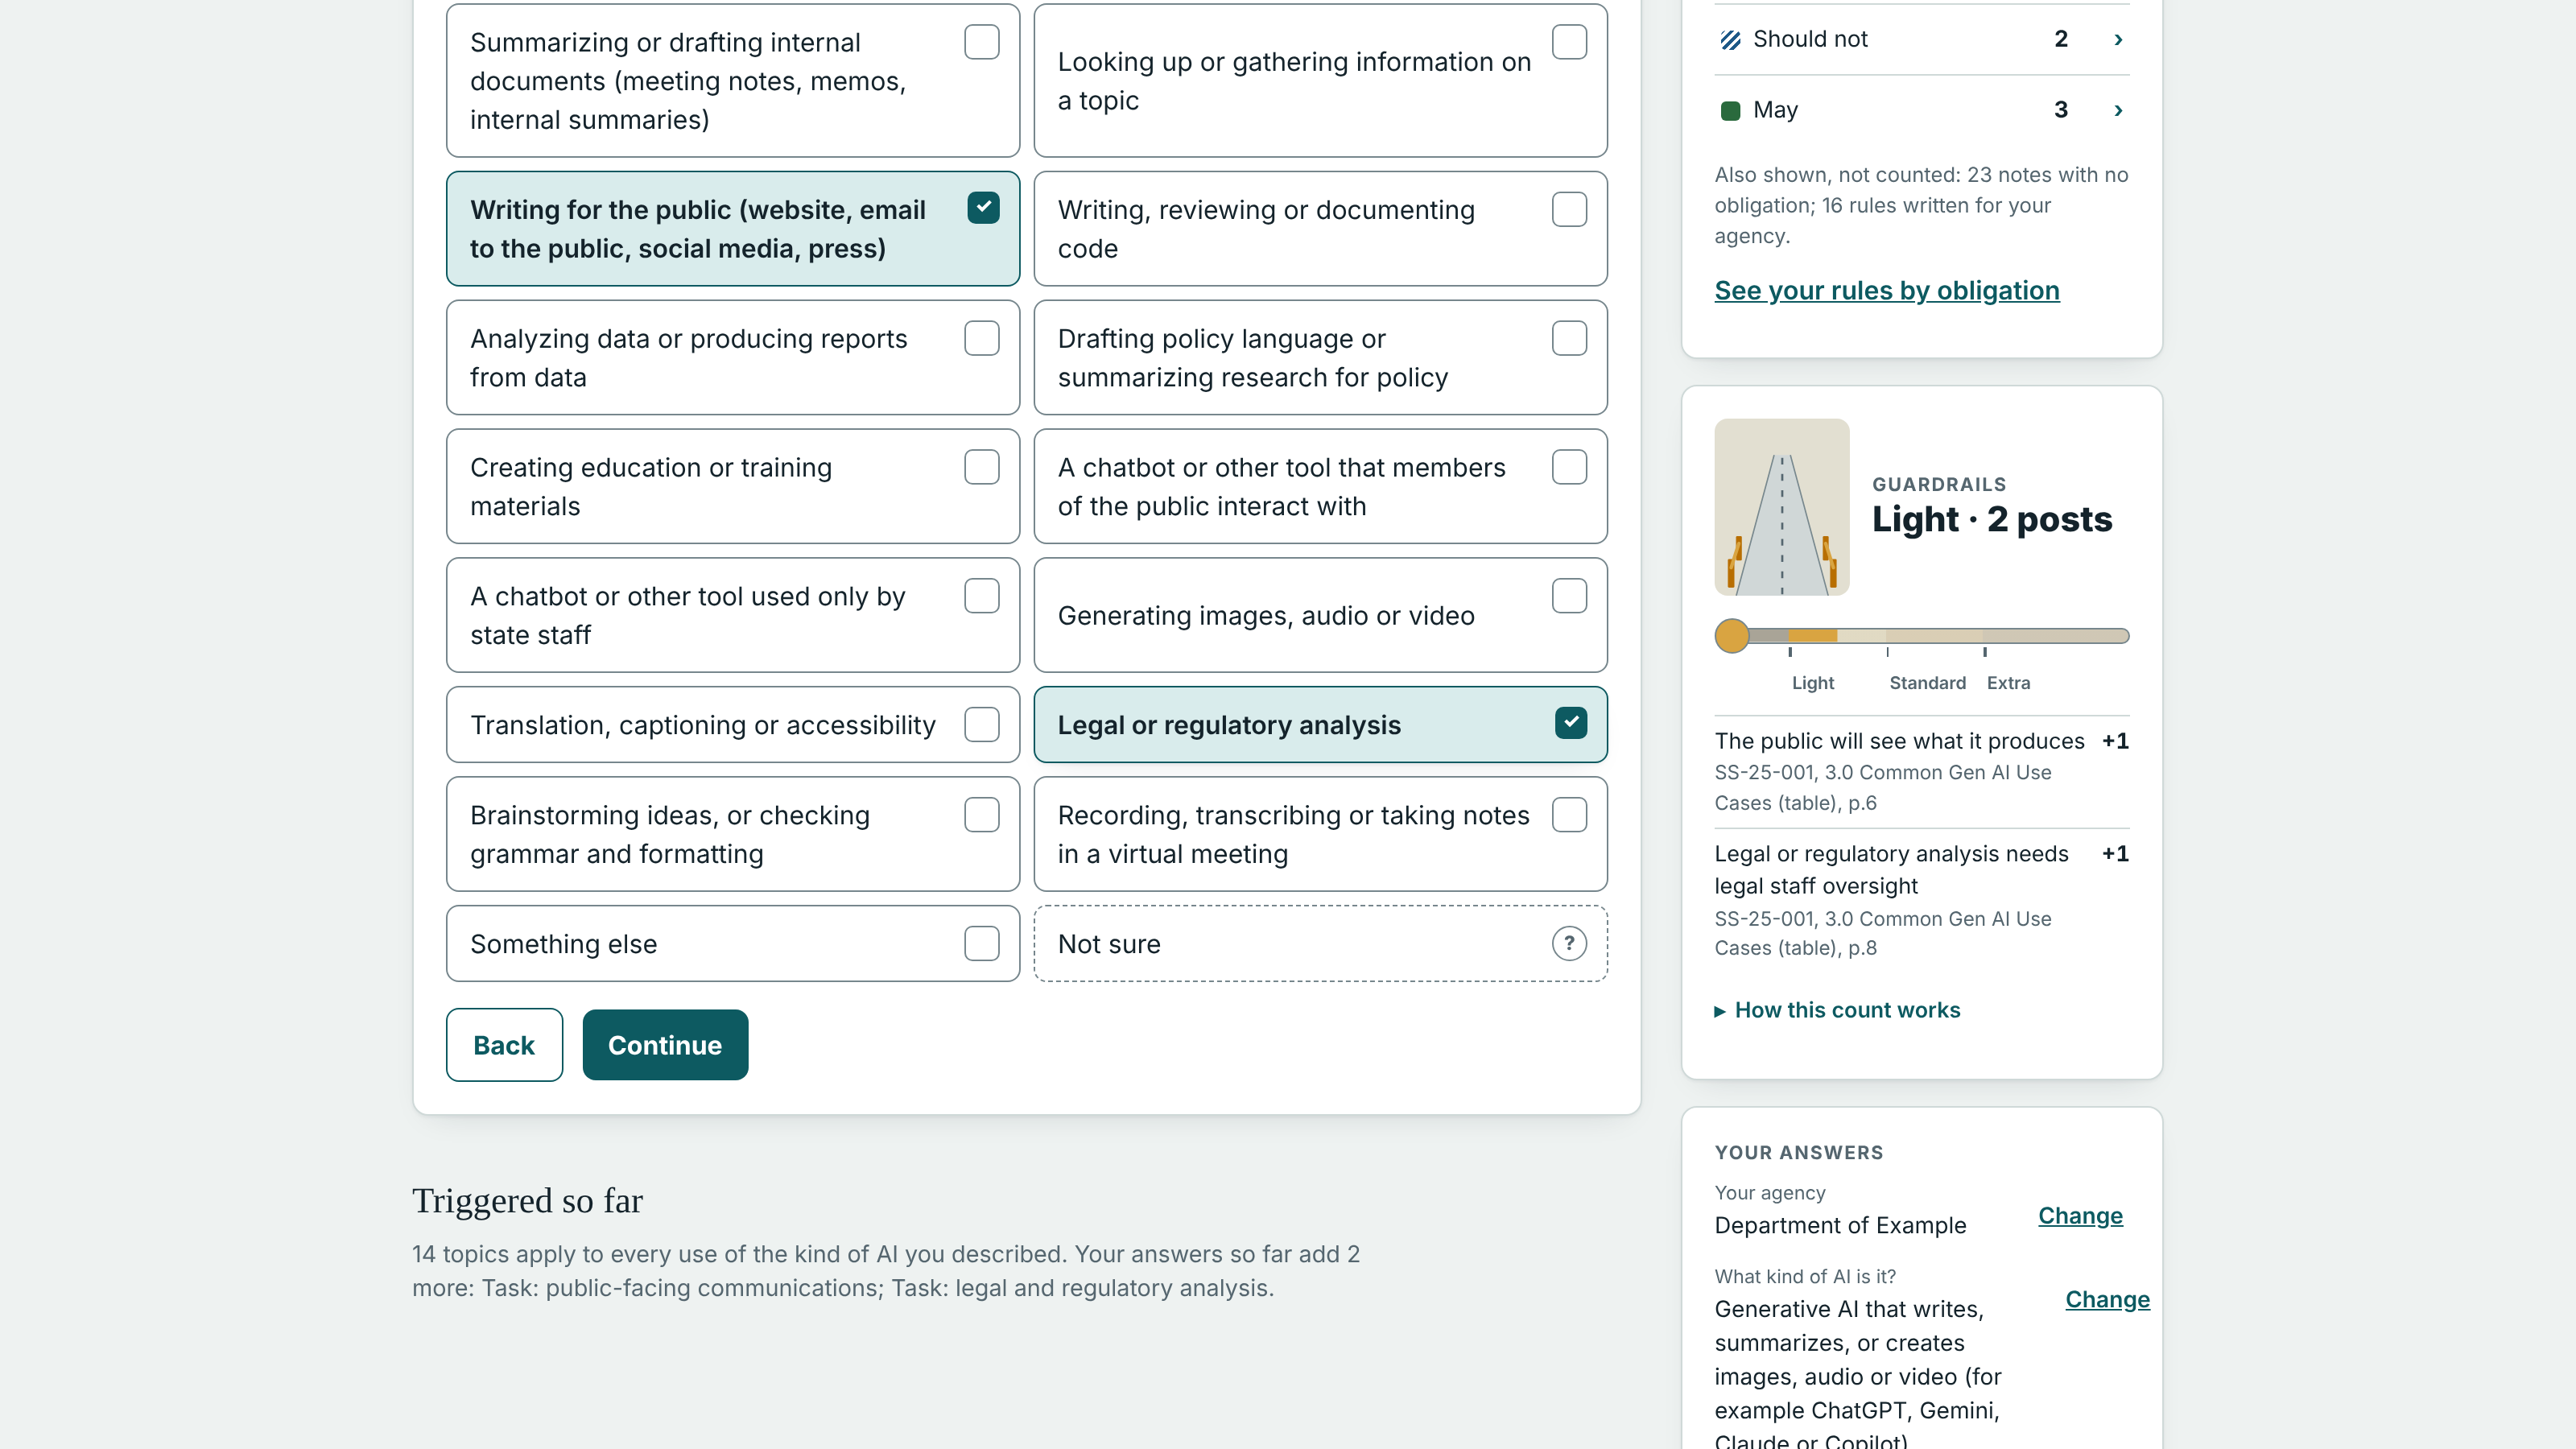 Summarizing or drafting internal
documents (meeting notes, memos,
internal summaries)
Looking up or gathering information on
a topic
Writing for the public (website, email
to the public, social media, press)
Writing, reviewing or documenting
code
Analyzing data or producing reports
from data
Drafting policy language or
summarizing research for policy
Creating education or training
materials
A chatbot or other tool that members
of the public interact with
A chatbot or other tool used only by
state staff
Generating images, audio or video
Translation, captioning or accessibility
Legal or regulatory analysis
Brainstorming ideas, or checking
grammar and formatting
Recording, transcribing or taking notes
in a virtual meeting
Something else
Not sure ?
Back
Continue
Triggered so far
14 topics apply to every use of the kind of AI you described. Your answers so far add 2
more: Task: public-facing communications; Task: legal and regulatory analysis.
Should not 2 ›
May 3 ›
Also shown, not counted: 23 notes with no
obligation; 16 rules written for your
agency.
See your rules by obligation
GUARDRAILS
Light · 2 posts
Light Standard Extra
The public will see what it produces +1
SS-25-001, 3.0 Common Gen AI Use
Cases (table), p.6
Legal or regulatory analysis needs +1
legal staff oversight
SS-25-001, 3.0 Common Gen AI Use
Cases (table), p.8
▸ How this count works
YOUR ANSWERS
Your agency
Department of Example Change
What kind of AI is it?
Generative AI that writes, Change
summarizes, or creates
images, audio or video (for
example ChatGPT, Gemini,
Claude or Copilot)